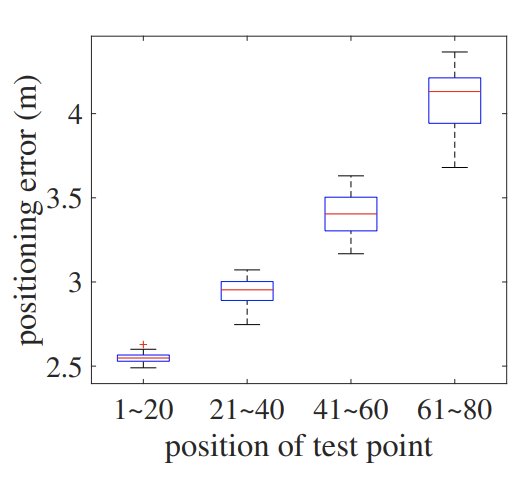 positioning error (m)
4
3.5
3
2.5
1~20 21~40 41~60 61~80
position of test point